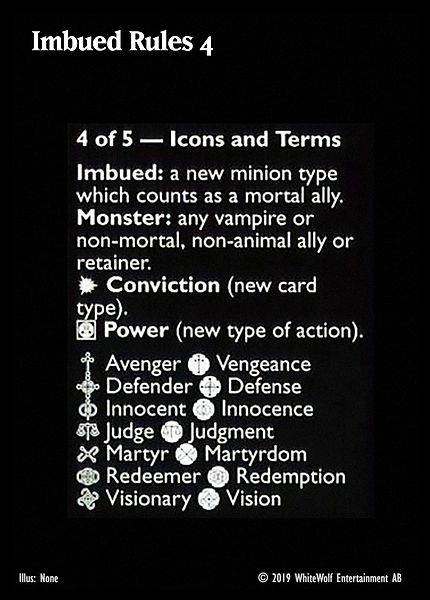 Imbued Rules 4
4 of 5 — Icons and Terms
Imbued: a new minion type
which counts as a mortal ally.
Monster: any vampire or
non-mortal, non-animal ally or
retainer.
Conviction (new card
type).
Power (new type of action).
Avenger Vengeance
Defender Defense
Innocent Innocence
Judge Judgment
Martyr Martyrdom
Redeemer Redemption
Visionary Vision
Illus: None
© 2019 WhiteWolf Entertainment AB